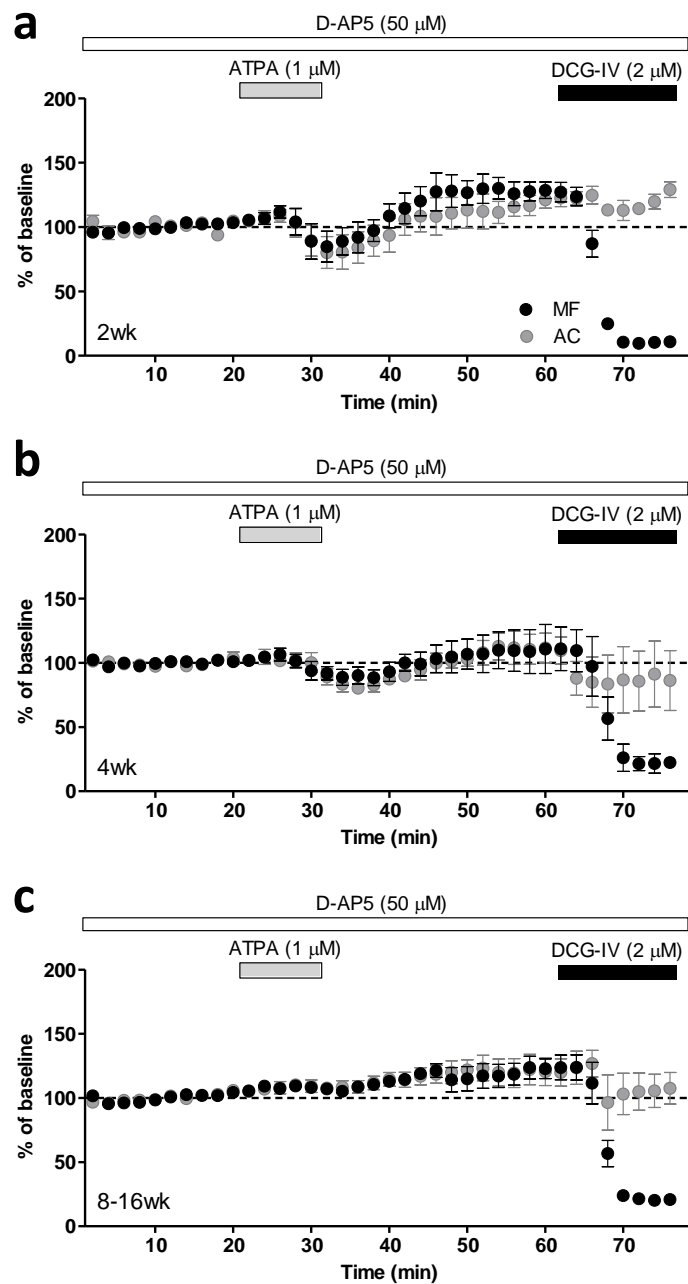 a
D-AP5 (50 μM)
ATPA (1 μM)
DCG-IV (2 μM)
200
150
100
50
0
% of baseline
MF
AC
2wk
10 20 30 40 50 60 70
Time (min)
b
D-AP5 (50 μM)
ATPA (1 μM)
DCG-IV (2 μM)
200
150
100
50
0
% of baseline
4wk
10 20 30 40 50 60 70
Time (min)
c
D-AP5 (50 μM)
ATPA (1 μM)
DCG-IV (2 μM)
200
150
100
50
0
% of baseline
8-16wk
10 20 30 40 50 60 70
Time (min)